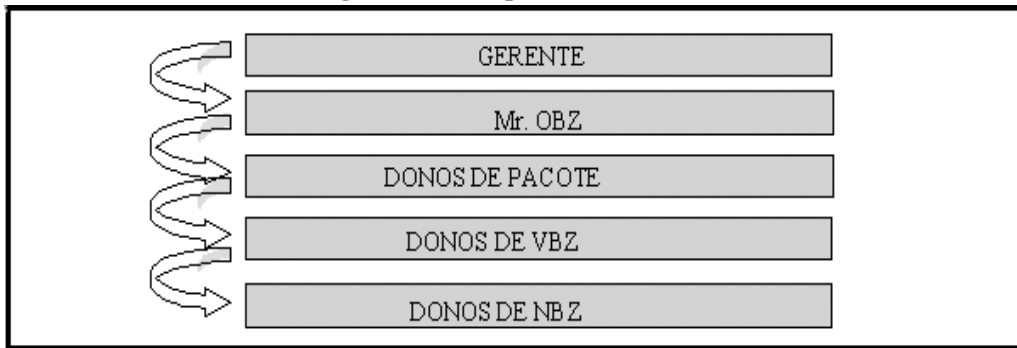 GERENTE
Mr. OBZ
DONOS DE PACOTE
DONOS DE VBZ
DONOS DE NBZ